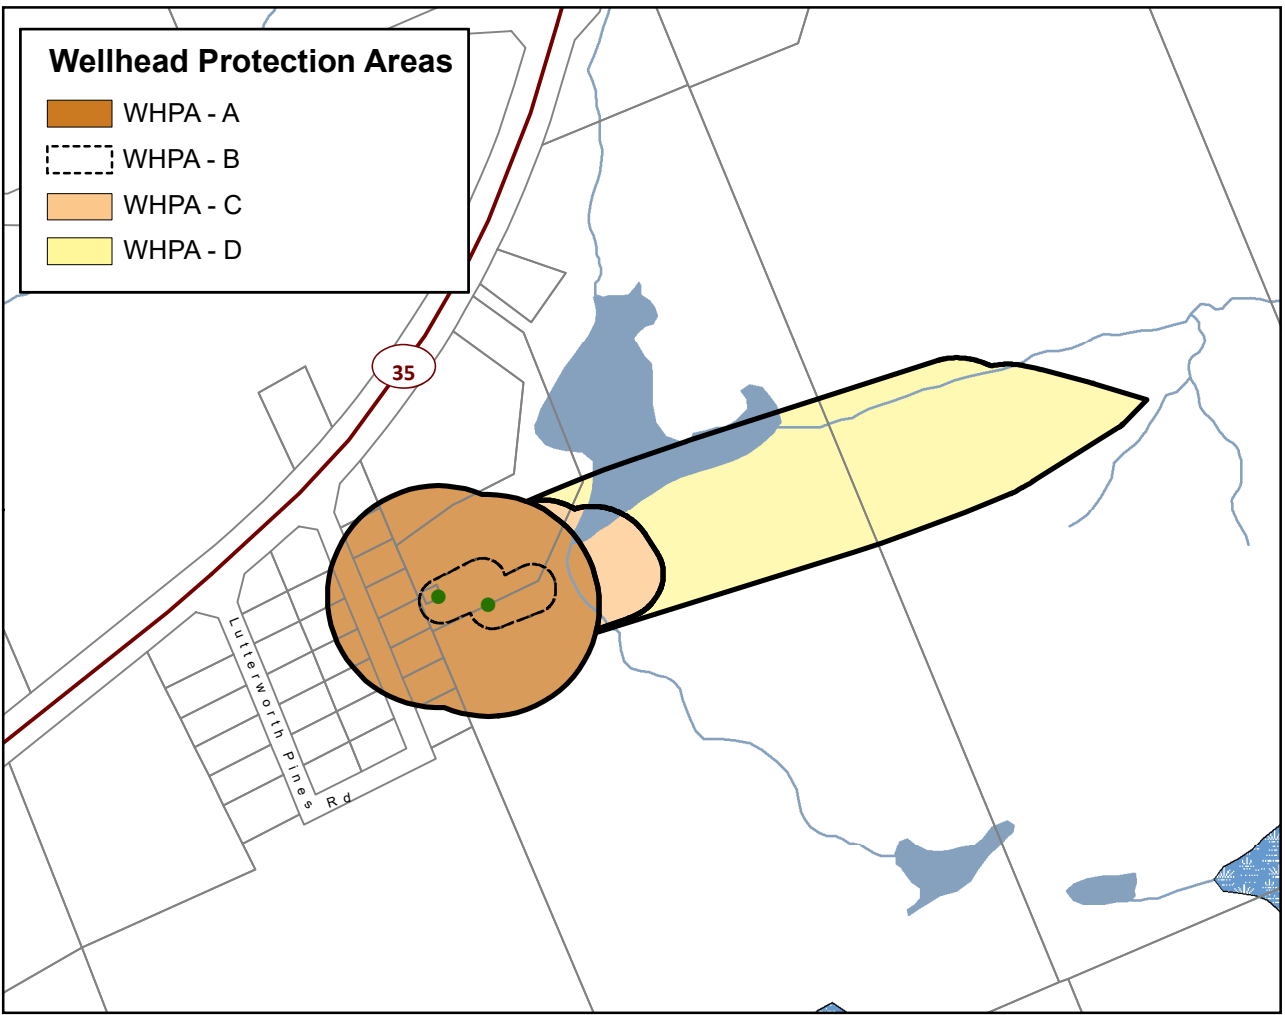 Wellhead Protection Areas
WHPA - A
WHPA - B
WHPA - C
WHPA - D
35
Lutterworth Pines Rd